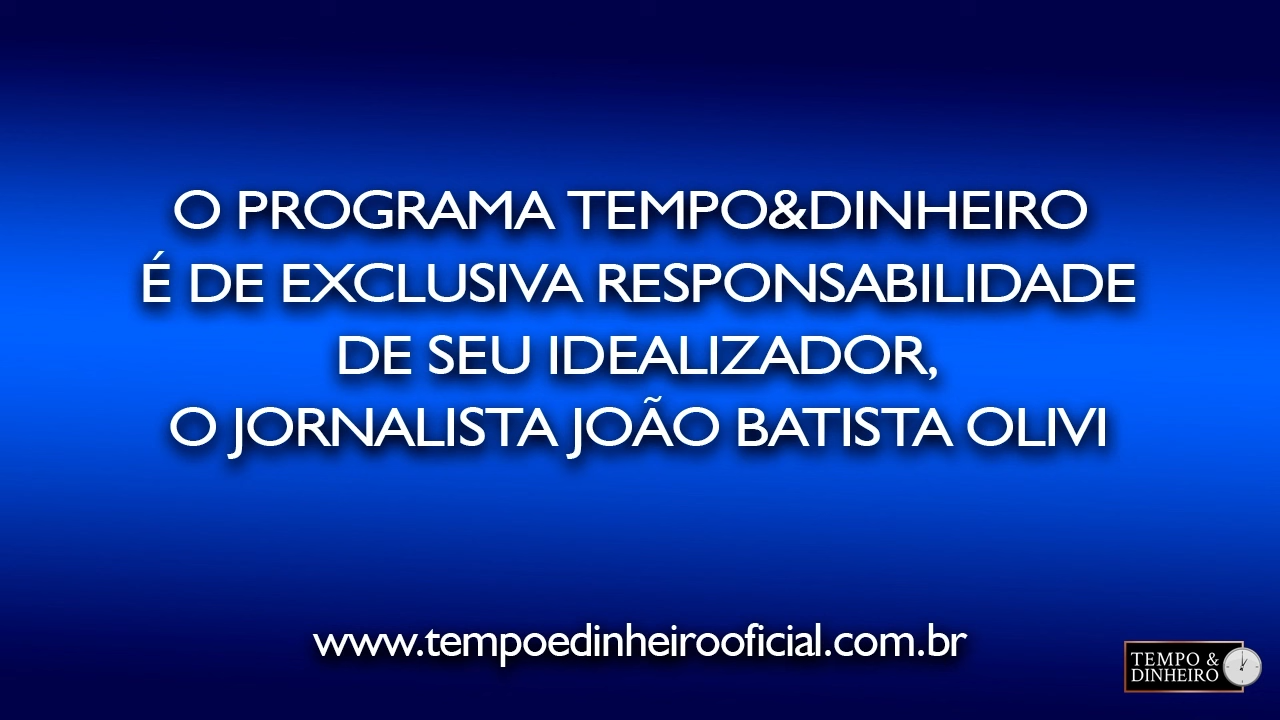 O PROGRAMA TEMPO&DINHEIRO
É DE EXCLUSIVA RESPONSABILIDADE
DE SEU IDEALIZADOR,
O JORNALISTA JOÃO BATISTA OLIVI
www.tempoedinheirooficial.com.br
TEMPO &
DINHEIRO